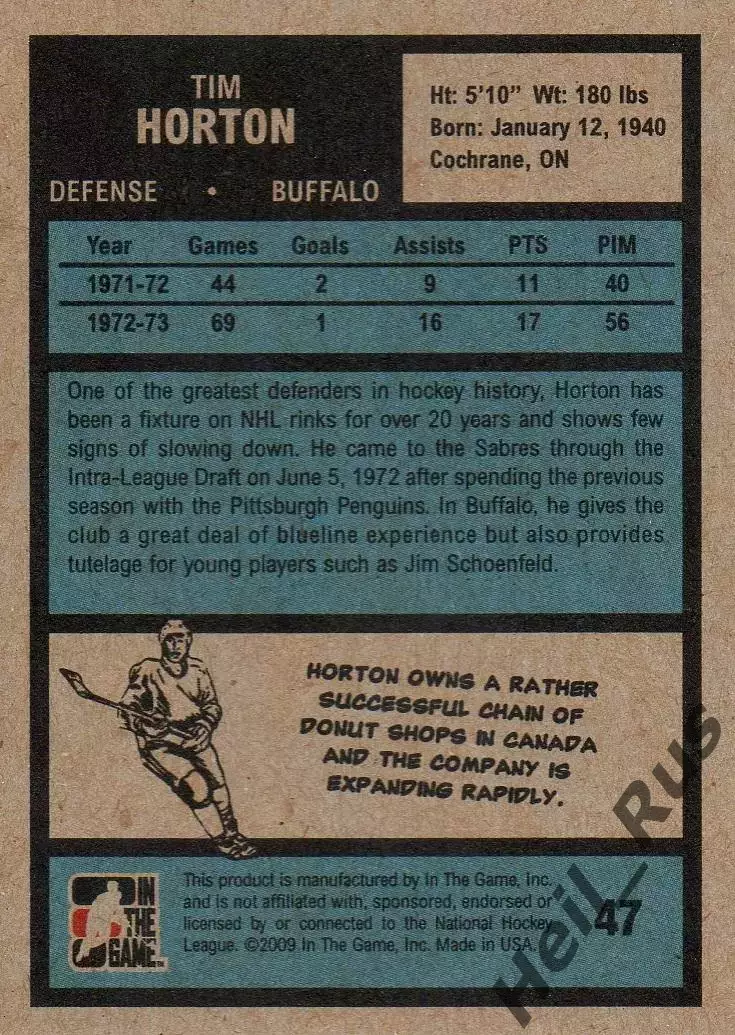 TIM
HORTON
DEFENSE • BUFFALO
Ht: 5'10" Wt: 180 lbs
Born: January 12, 1940
Cochrane, ON
Year Games Goals Assists PTS PIM
1971-72 44 2 9 11 40
1972-73 69 1 16 17 56
One of the greatest defenders in hockey history, Horton has
been a fixture on NHL rinks for over 20 years and shows few
signs of slowing down. He came to the Sabres through the
Intra-League Draft on June 5, 1972 after spending the previous
season with the Pittsburgh Penguins. In Buffalo, he gives the
club a great deal of blueline experience but also provides
tutelage for young players such as Jim Schoenfeld.
HORTON OWNS A RATHER
SUCCESSFUL CHAIN OF
DONUT SHOPS IN CANADA
AND THE COMPANY IS
EXPANDING RAPIDLY.
IN
THE
GAME
This product is manufactured by In The Game, Inc.
and is not affiliated with, sponsored, endorsed or
licensed by or connected to the National Hockey
League. ©2009 In The Game, Inc. Made in USA.
47
Heil_Rus